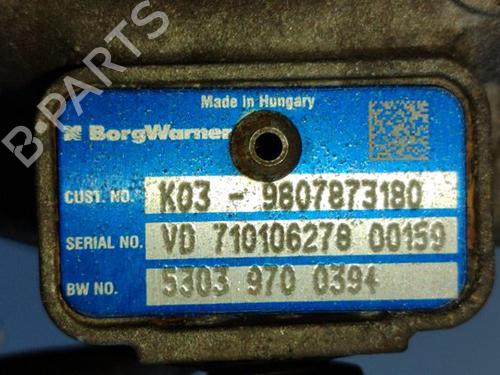 B-PARTS
Made in Hungary
BorgWarner
CUST. NO. K03 - 9807873180
SERIAL NO. VD 710106278 00159
BW NO. 5303 970 0394